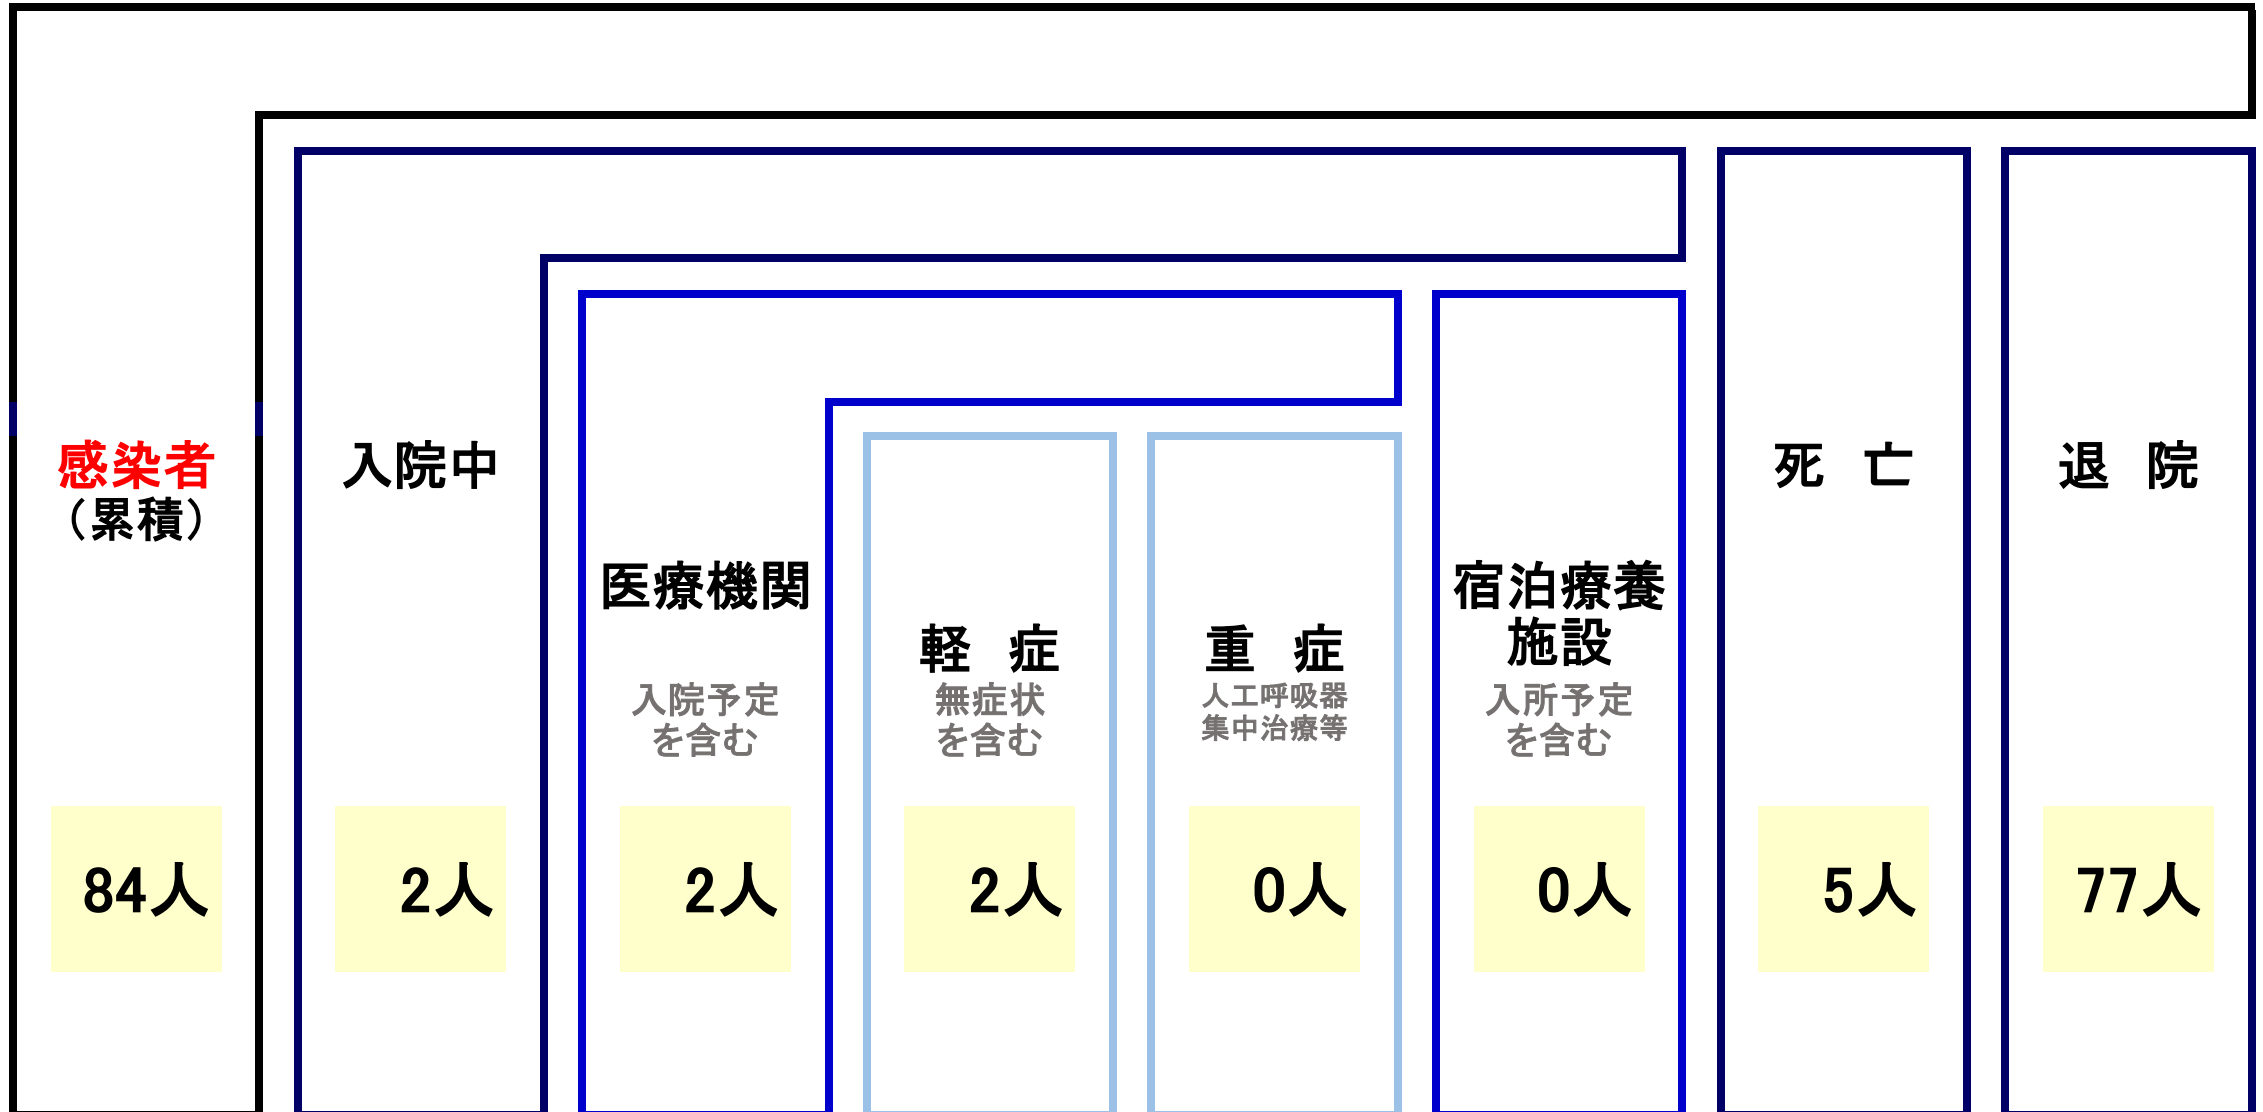 感染者
（累積）
84人
入院中
2人
医療機関
入院予定
を含む
2人
軽　症
無症状
を含む
2人
重　症
人工呼吸器
集中治療等
0人
宿泊療養
施設
入所予定
を含む
0人
死　亡
5人
退　院
77人